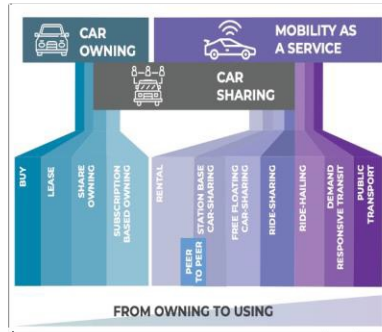 CAR
OWNING
MOBILITY AS
A SERVICE
CAR
SHARING
BUY
LEASE
SHARE
OWNING
SUBSCRIPTION
BASED OWNING
RENTAL
PEER
TO PEER
STATION BASE
CAR-SHARING
FREE FLOATING
CAR-SHARING
RIDE-SHARING
RIDE-HAILING
DEMAND
RESPONSIVE TRANSIT
PUBLIC
TRANSPORT
FROM OWNING TO USING